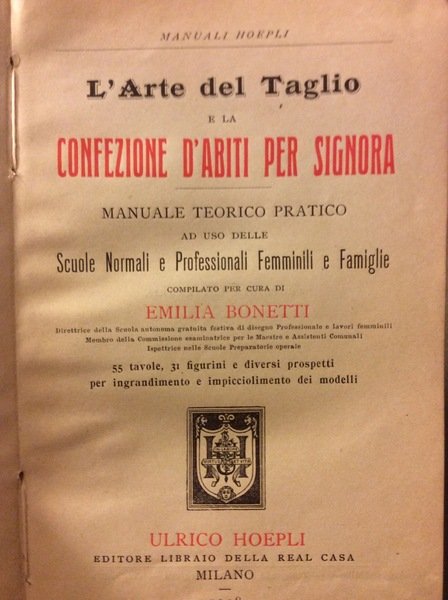 MANUALI HOEPLI
L'Arte del Taglio
E LA
CONFEZIONE D'ABITI PER SIGNORA
MANUALE TEORICO PRATICO
AD USO DELLE
Scuole Normali e Professionali Femminili e Famiglie
COMPILATO PER CURA DI
EMILIA BONETTI
Direttrice della Scuola autonoma gratuita festiva di disegno Professionale e lavori femminili
Membro della Commissione esaminatrice per le Maestre e Assistenti Comunali
Ispettrice nelle Scuole Preparatorie operaie
55 tavole, 31 figurini e diversi prospetti
per ingrandimento e impicciolimento dei modelli
ULRICO HOEPLI
EDITORE LIBRAIO DELLA REAL CASA
MILANO